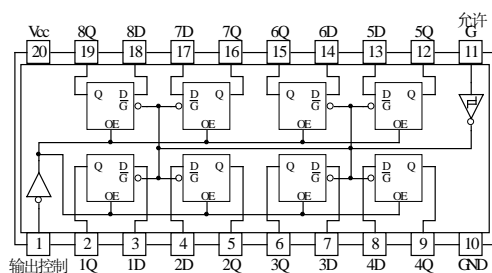 允许
Vcc 8Q 8D 7D 7Q 6Q 6D 5D 5Q G
20 19 18 17 16 15 14 13 12 11
Q D G OE Q D G OE Q D G OE Q D G OE
Q D G OE Q D G OE Q D G OE Q D G OE
1 2 3 4 5 6 7 8 9 10
输出控制 1Q 1D 2D 2Q 3Q 3D 4D 4Q GND